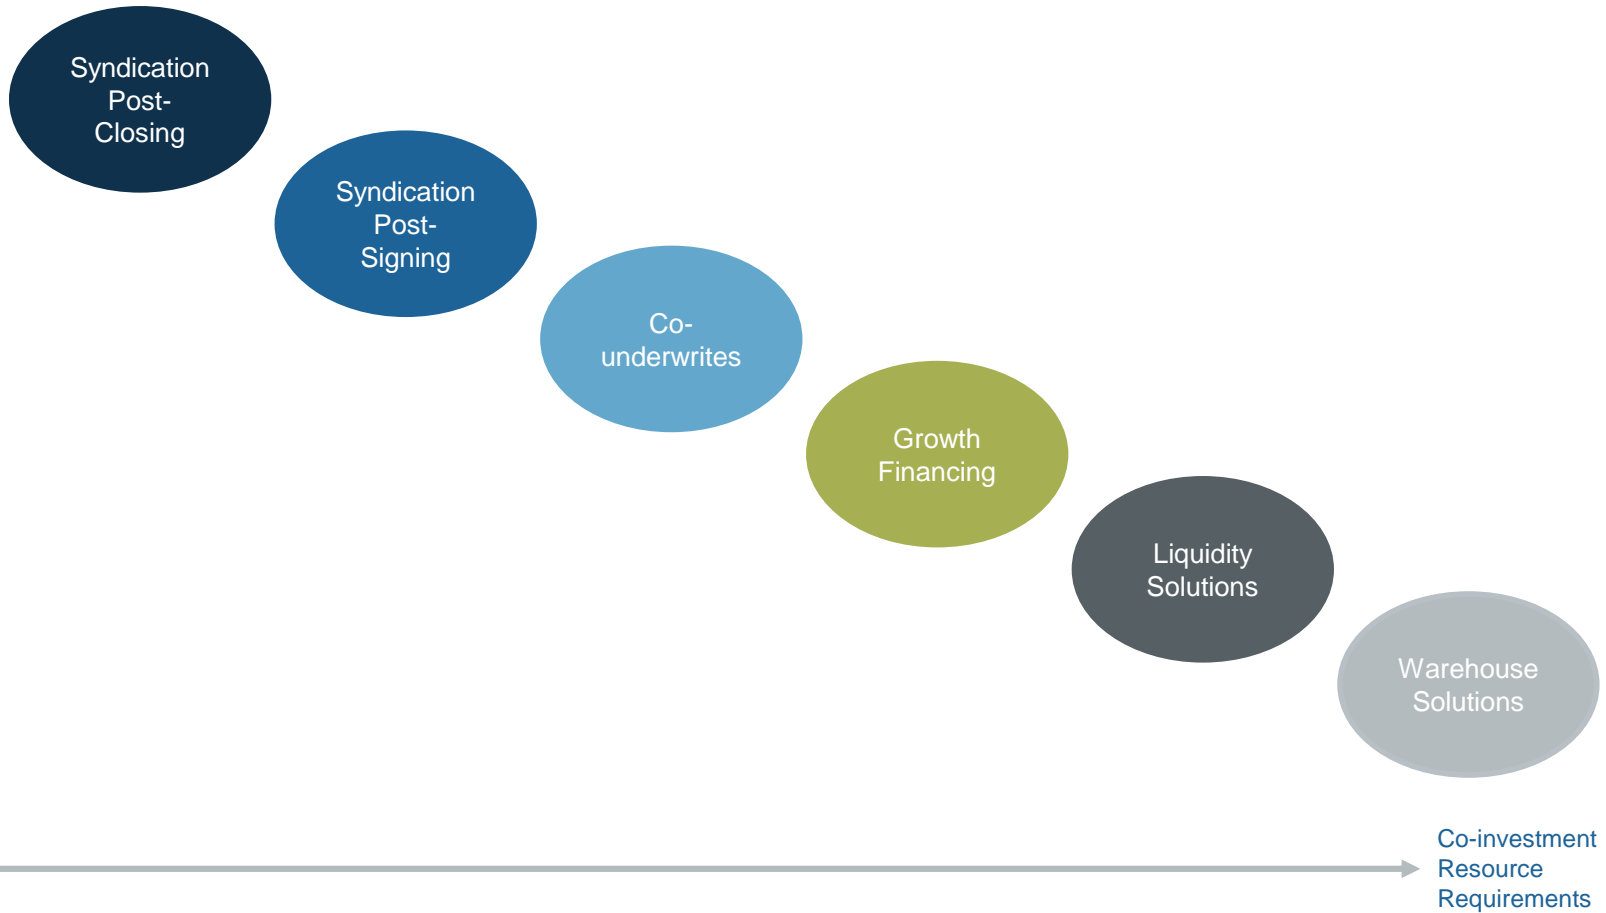 Syndication
Post-
Closing
Syndication
Post-
Signing
Co-
underwrites
Growth
Financing
Liquidity
Solutions
Warehouse
Solutions
Co-investment
Resource
Requirements